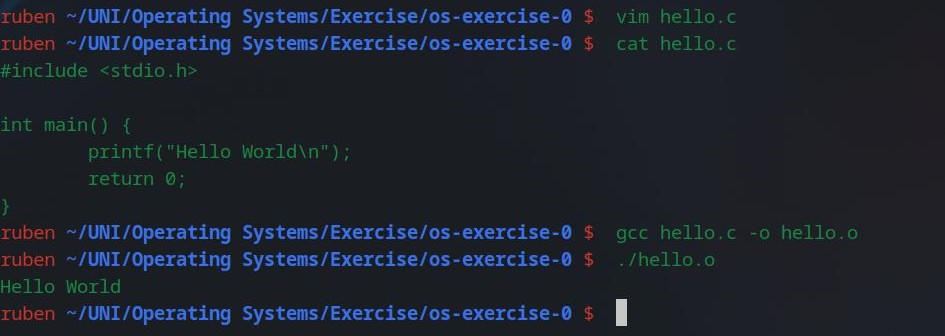 ruben ~/UNI/Operating Systems/Exercise/os-exercise-0 $ vim hello.c
ruben ~/UNI/Operating Systems/Exercise/os-exercise-0 $ cat hello.c
#include <stdio.h>
int main() {
        printf("Hello World\n");
        return 0;
}
ruben ~/UNI/Operating Systems/Exercise/os-exercise-0 $ gcc hello.c -o hello.o
ruben ~/UNI/Operating Systems/Exercise/os-exercise-0 $ ./hello.o
Hello World
ruben ~/UNI/Operating Systems/Exercise/os-exercise-0 $